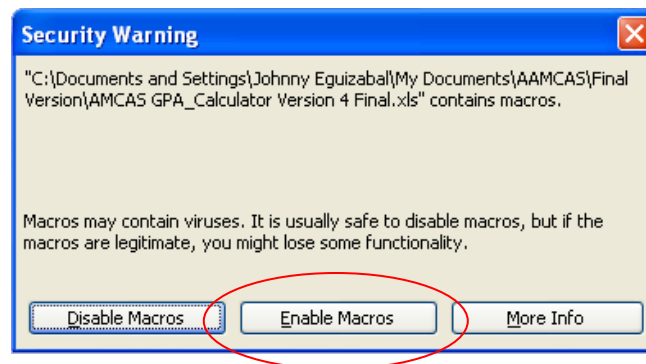 Security Warning
"C:\Documents and Settings\Johnny Eguizabal\My Documents\AAMCAS\Final
Version\AMCAS GPA_Calculator Version 4 Final.xls" contains macros.
Macros may contain viruses. It is usually safe to disable macros, but if the
macros are legitimate, you might lose some functionality.
Disable Macros Enable Macros More Info